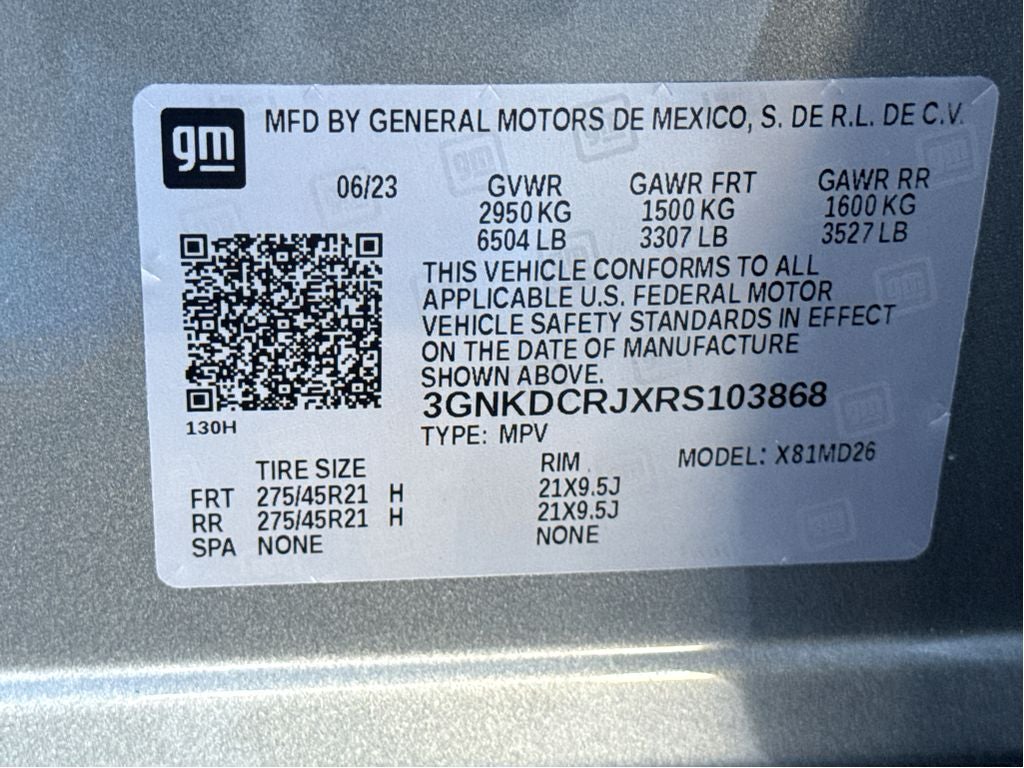 gm MFD BY GENERAL MOTORS DE MEXICO, S. DE R.L. DE C.V.
06/23 GVWR GAWR FRT GAWR RR
2950 KG 1500 KG 1600 KG
6504 LB 3307 LB 3527 LB
THIS VEHICLE CONFORMS TO ALL
APPLICABLE U.S. FEDERAL MOTOR
VEHICLE SAFETY STANDARDS IN EFFECT
ON THE DATE OF MANUFACTURE
SHOWN ABOVE.
3GNKDCRJXRS103868
130H TYPE: MPV
TIRE SIZE RIM MODEL: X81MD26
FRT 275/45R21 H 21X9.5J
RR 275/45R21 H 21X9.5J
SPA NONE NONE